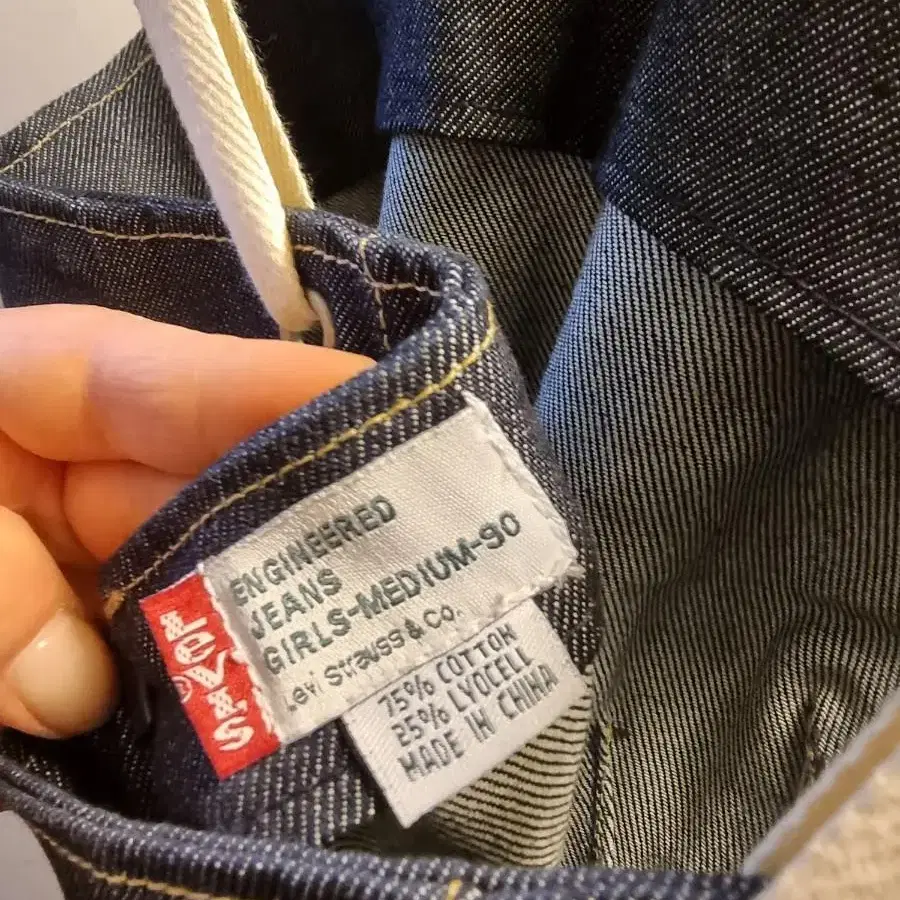 ENGINEERED
JEANS
GIRLS-MEDIUM-90
Levi Strauss & Co.
LEVI'S
®
75% COTTON
25% LYOCELL
MADE IN CHINA